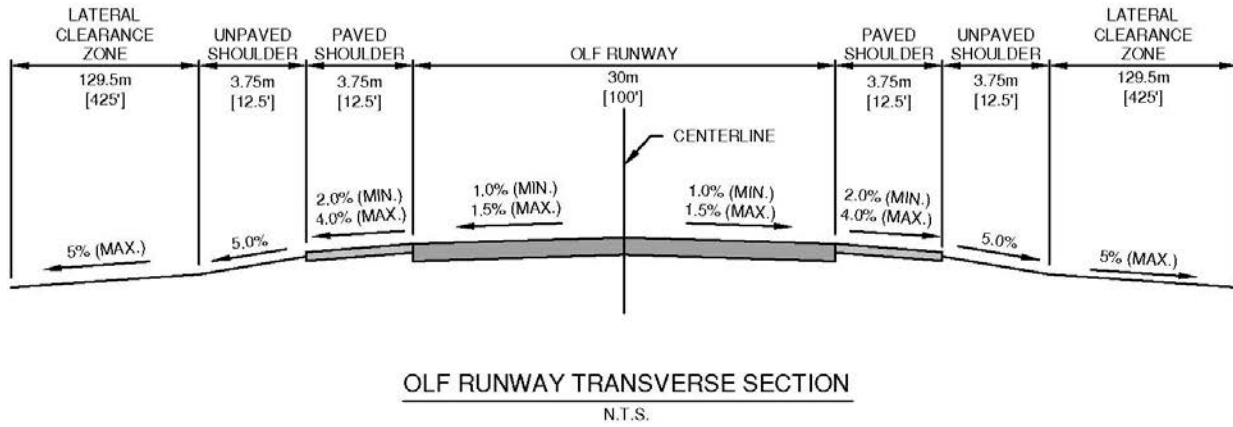 LATERAL
CLEARANCE
ZONE
129.5m
[425']
UNPAVED
SHOULDER
3.75m
[12.5']
PAVED
SHOULDER
3.75m
[12.5']
OLF RUNWAY
30m
[100']
PAVED
SHOULDER
3.75m
[12.5']
UNPAVED
SHOULDER
3.75m
[12.5']
LATERAL
CLEARANCE
ZONE
129.5m
[425']
CENTERLINE
5% (MAX.)
5.0%
2.0% (MIN.)
4.0% (MAX.)
1.0% (MIN.)
1.5% (MAX.)
1.0% (MIN.)
1.5% (MAX.)
2.0% (MIN.)
4.0% (MAX.)
5.0%
5% (MAX.)
OLF RUNWAY TRANSVERSE SECTION
N.T.S.